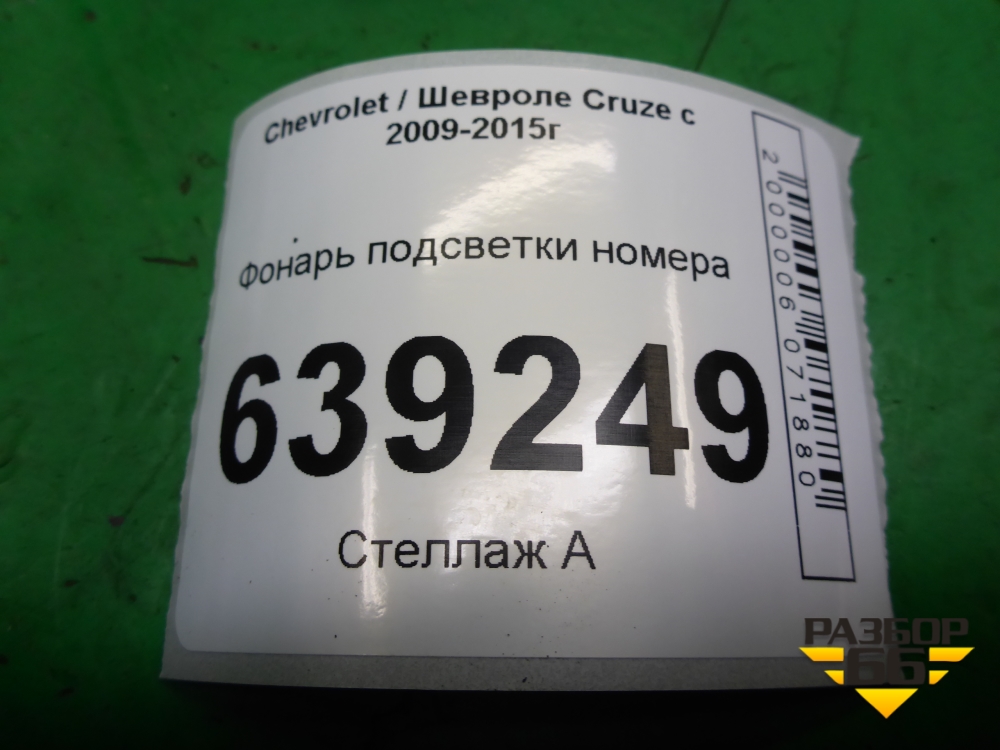 Chevrolet / Шевроле Cruze с
2009-2015г
Фонарь подсветки номера
639249
Стеллаж А
2000006071880
РАЗБОР
66